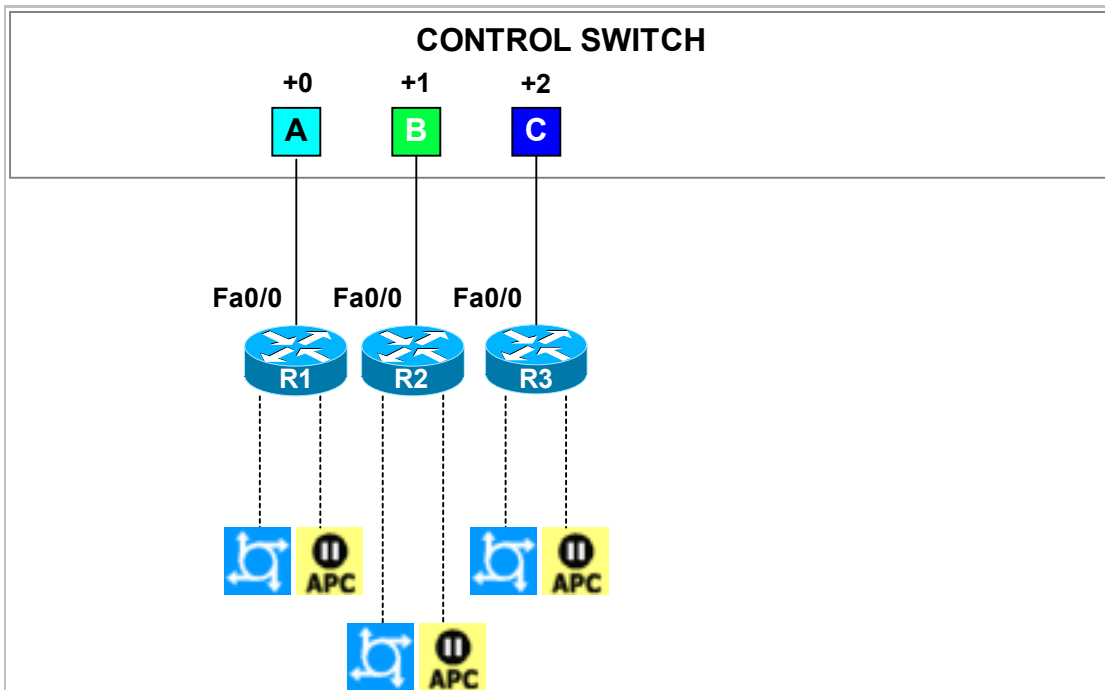 CONTROL SWITCH
+0 +1 +2
A B C
Fa0/0 Fa0/0 Fa0/0
R1 R2 R3
APC APC
APC